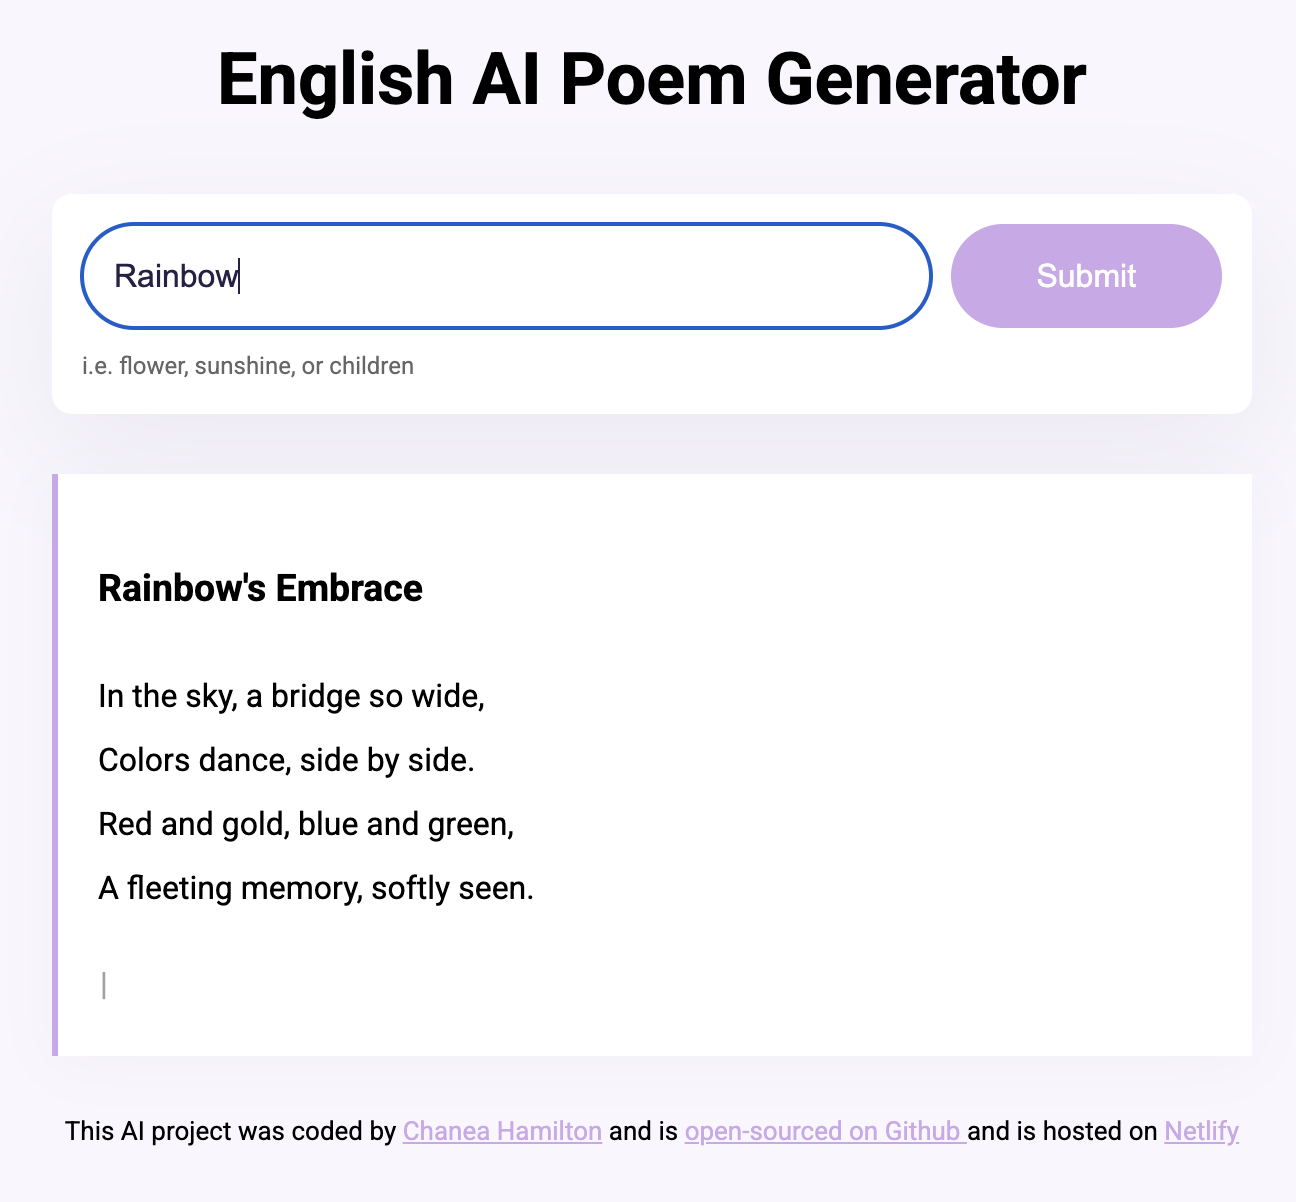 English AI Poem Generator
Rainbow
Submit
i.e. flower, sunshine, or children
Rainbow's Embrace
In the sky, a bridge so wide,
Colors dance, side by side.
Red and gold, blue and green,
A fleeting memory, softly seen.
This AI project was coded by Chanea Hamilton and is open-sourced on Github and is hosted on Netlify